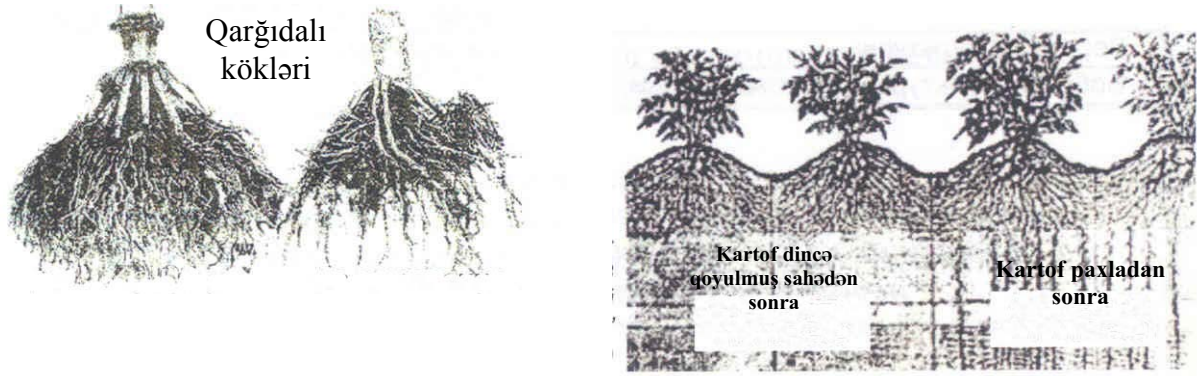 Qarğıdalı
kökləri
Kartof dincə
qoyulmuş sahədən
sonra
Kartof paxladan
sonra